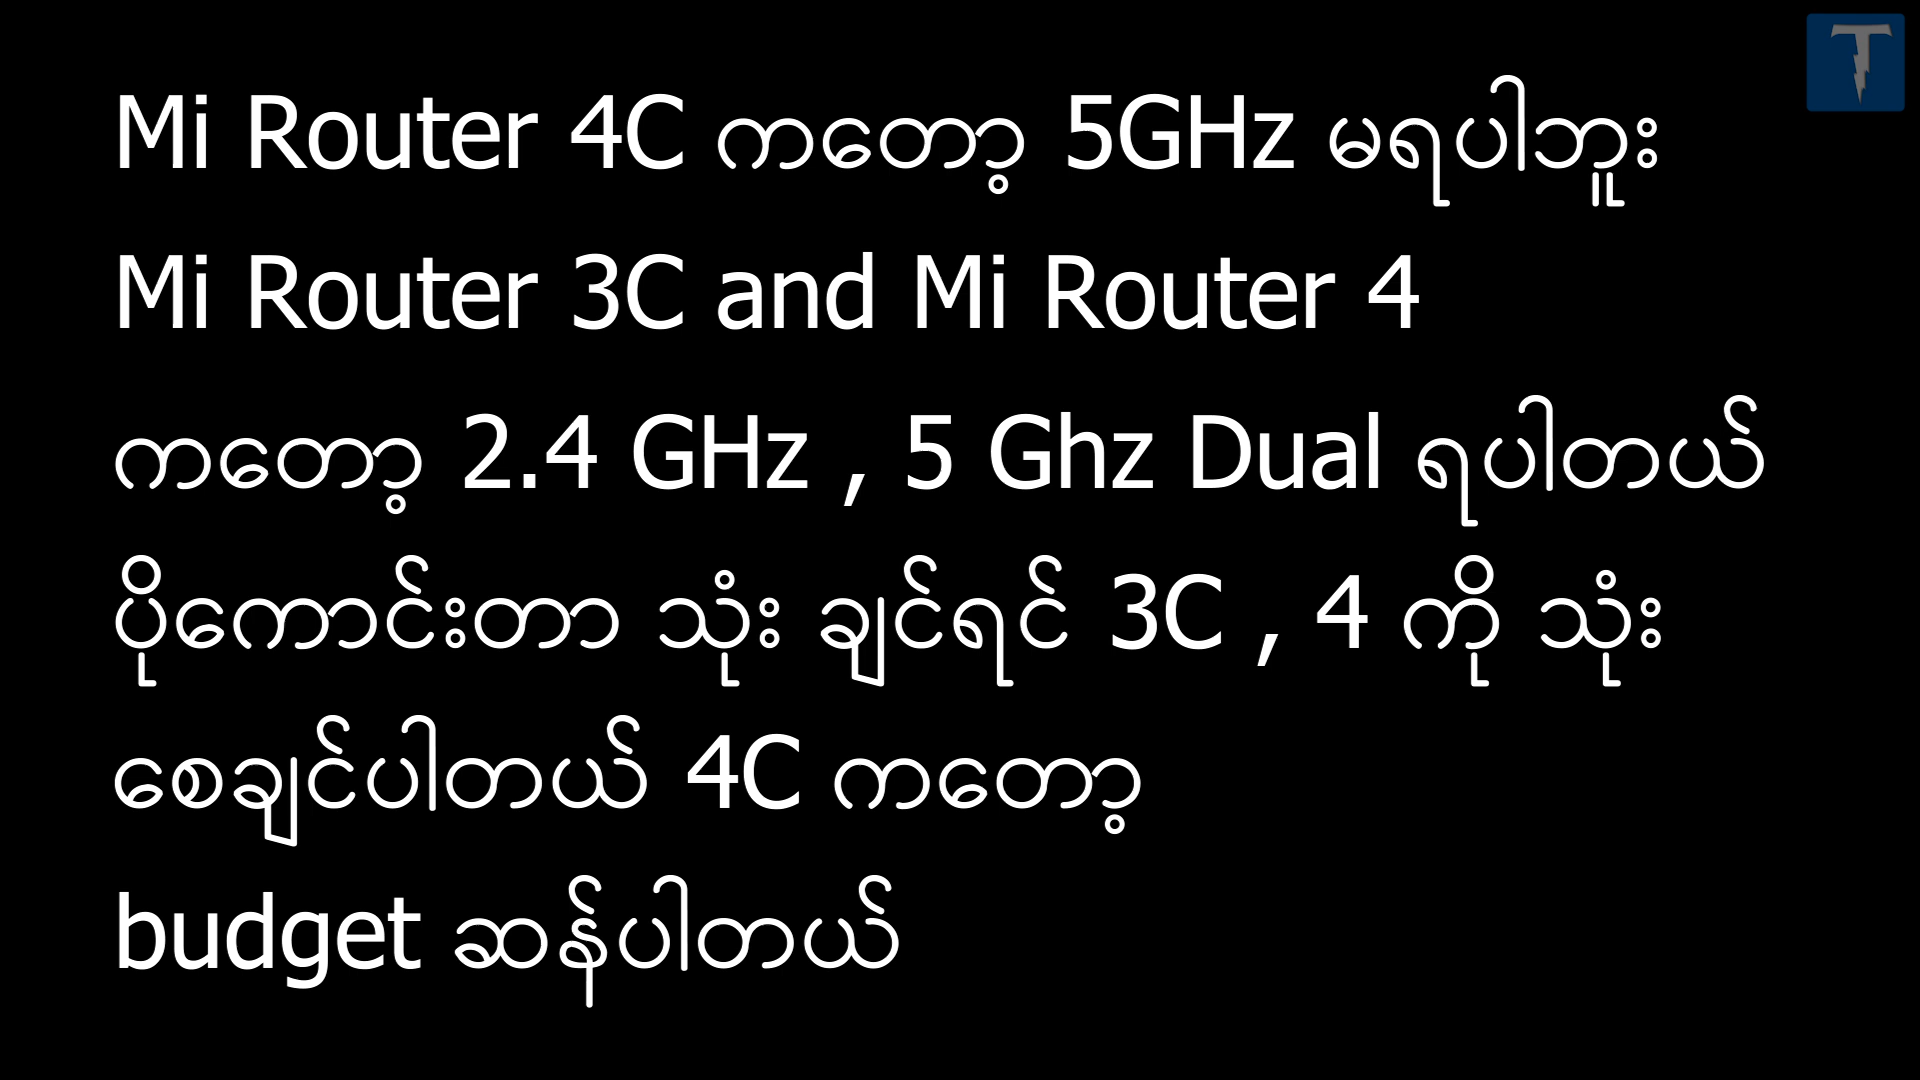 Mi Router 4C ကတော့ 5GHz မရပါဘူး
Mi Router 3C and Mi Router 4
ကတော့ 2.4 GHz , 5 Ghz Dual ရပါတယ်
ပိုကောင်းတာ သုံး ချင်ရင် 3C , 4 ကို သုံး
စေချင်ပါတယ် 4C ကတော့
budget ဆန်ပါတယ်
T